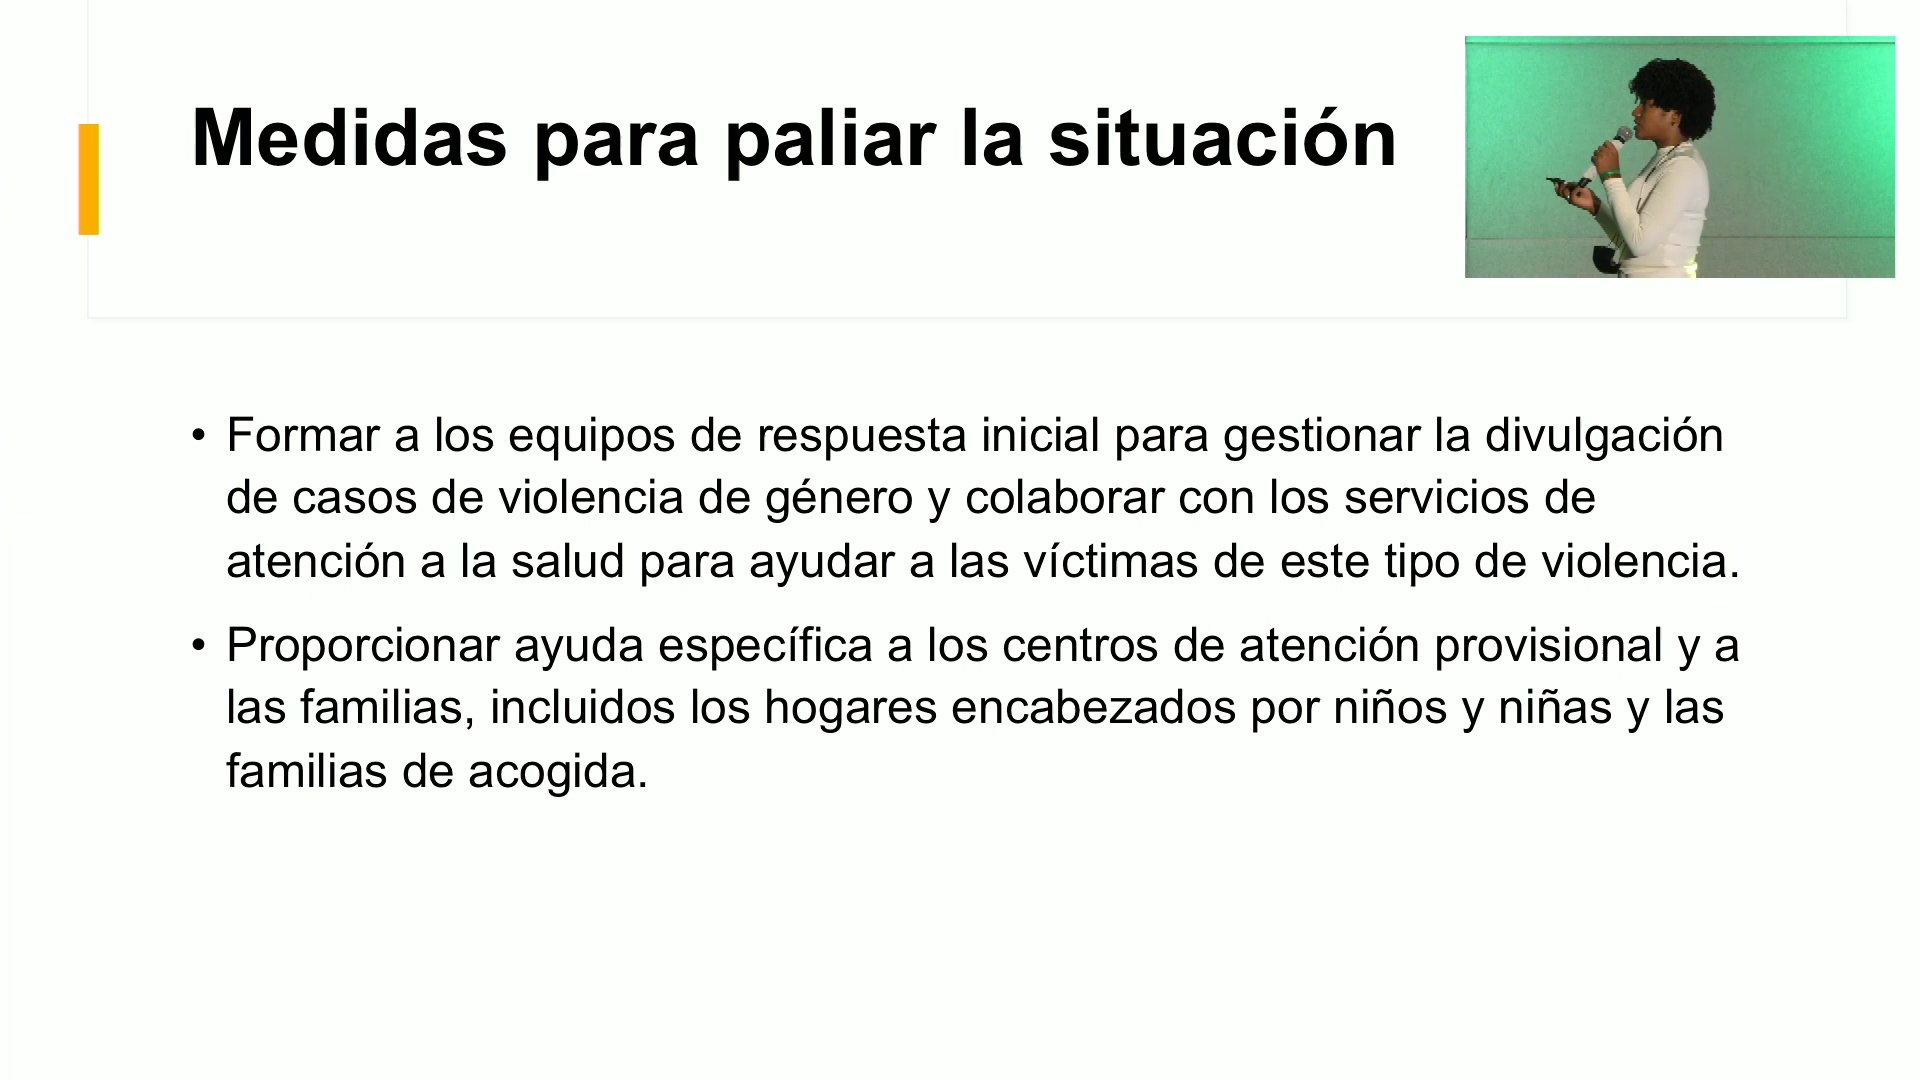 Medidas para paliar la situación
• Formar a los equipos de respuesta inicial para gestionar la divulgación
de casos de violencia de género y colaborar con los servicios de
atención a la salud para ayudar a las víctimas de este tipo de violencia.
• Proporcionar ayuda específica a los centros de atención provisional y a
las familias, incluidos los hogares encabezados por niños y niñas y las
familias de acogida.